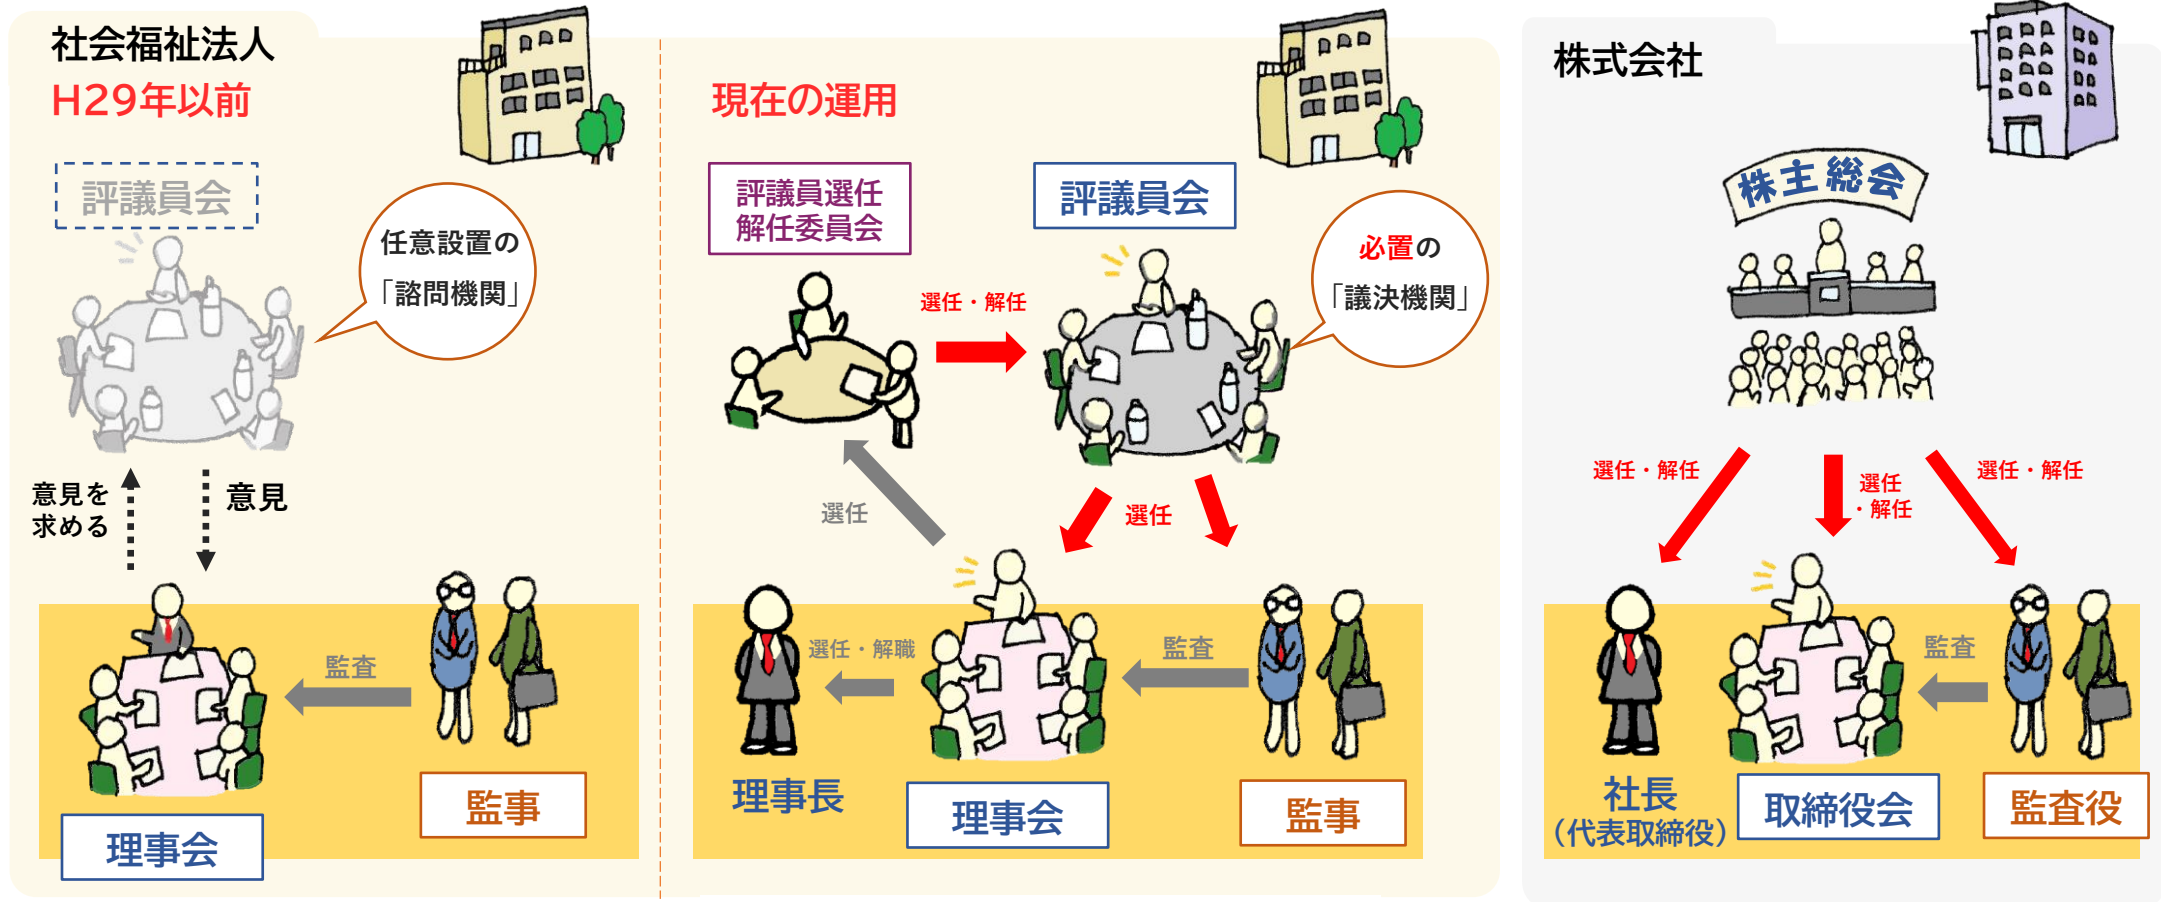 社会福祉法人
H29年以前
評議員会
任意設置の
「諮問機関」
意見を
求める
意見
監査
理事会
監事
現在の運用
評議員選任
解任委員会
選任・解任
評議員会
必置の
「議決機関」
選任
選任
選任・解職
監査
理事長
理事会
監事
株式会社
株主総会
選任・解任
選任
・解任
選任・解任
監査
社長
（代表取締役）
取締役会
監査役